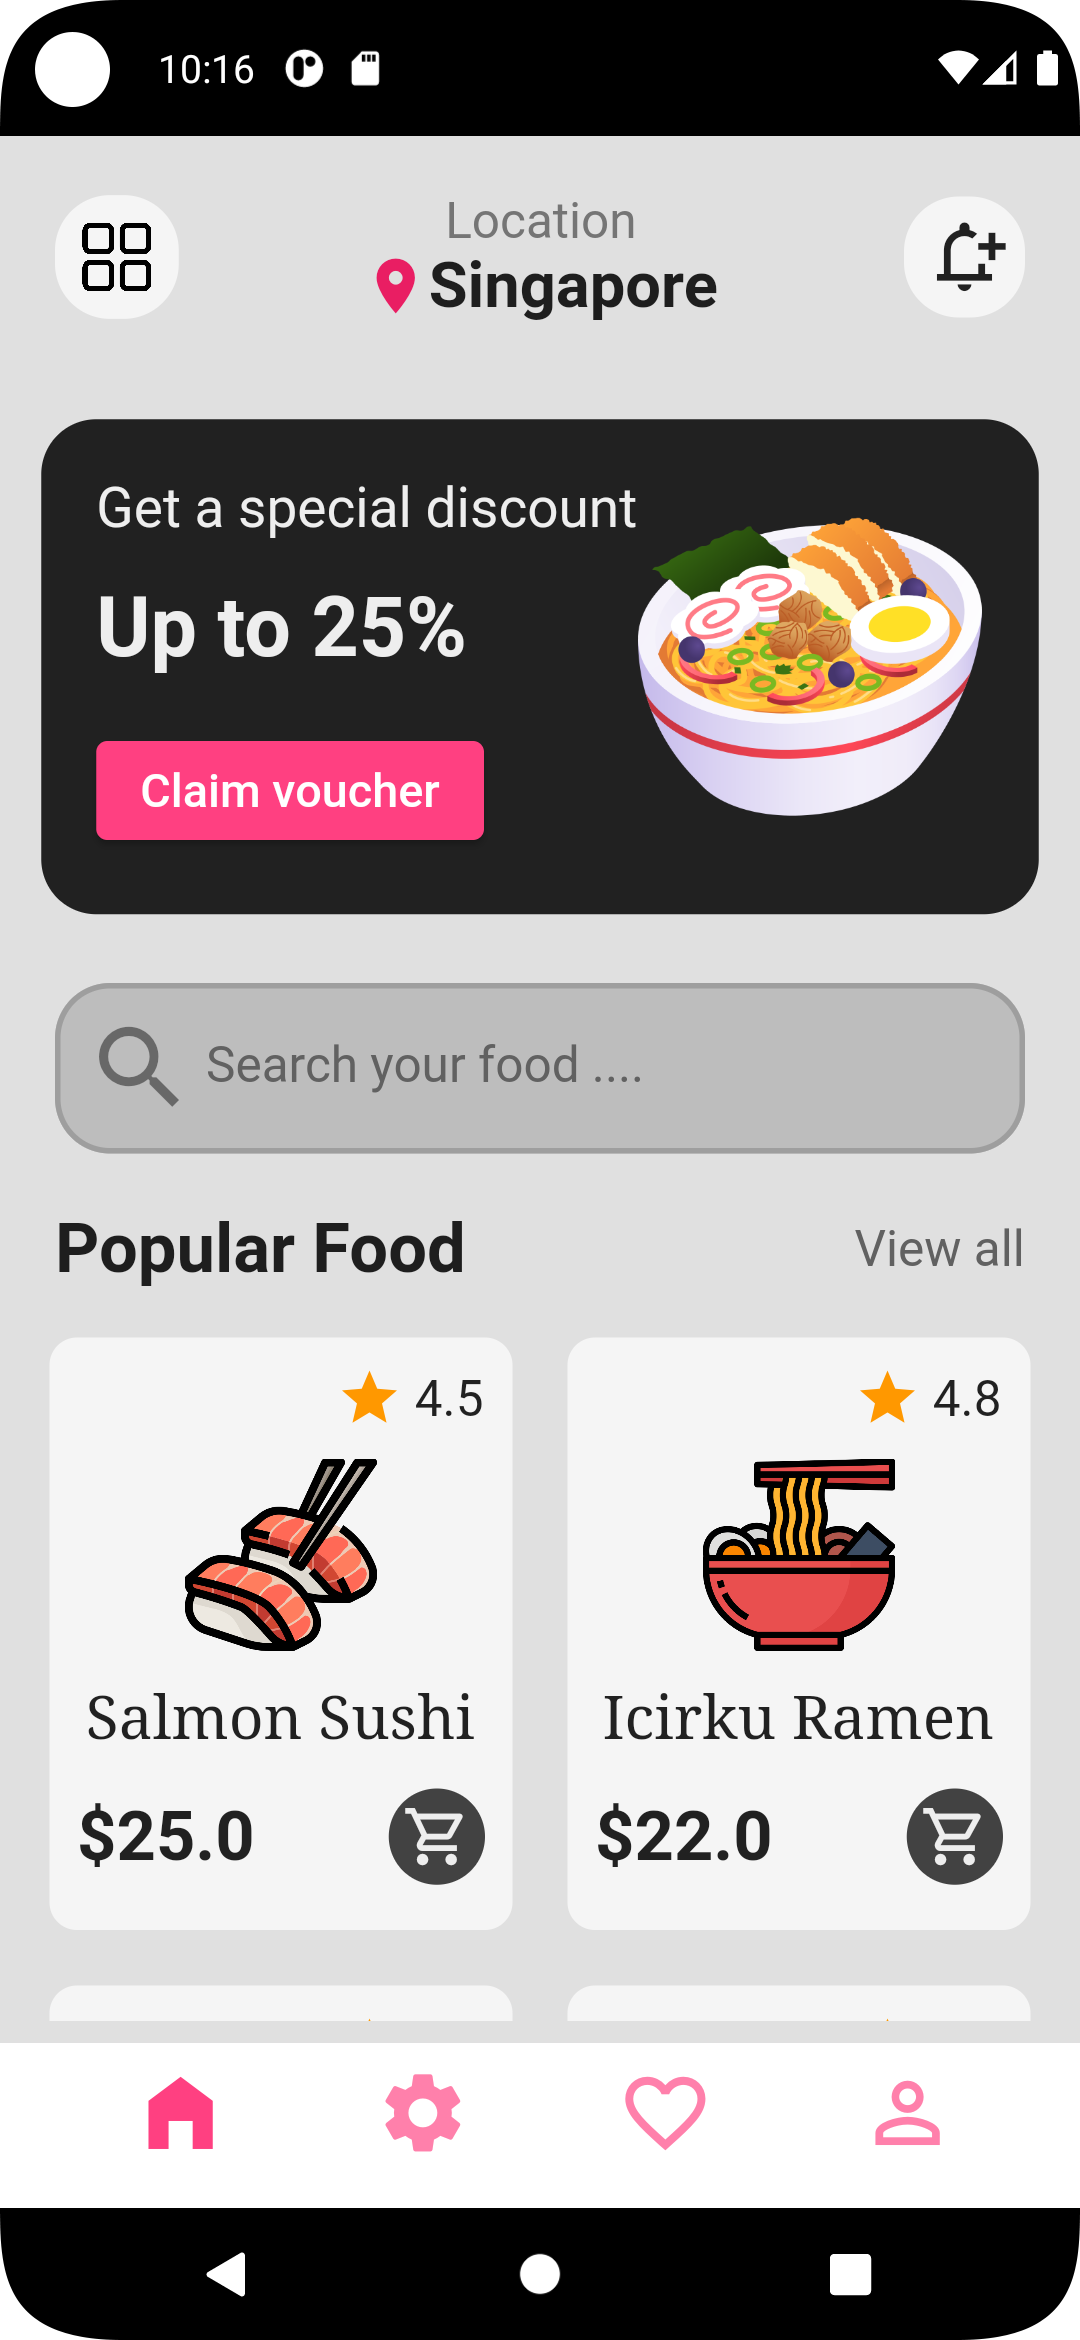 10:16
Location
Singapore
Get a special discount
Up to 25%
Claim voucher
Search your food ....
Popular Food
View all
4.5
4.8
Salmon Sushi
Icirku Ramen
$25.0
$22.0